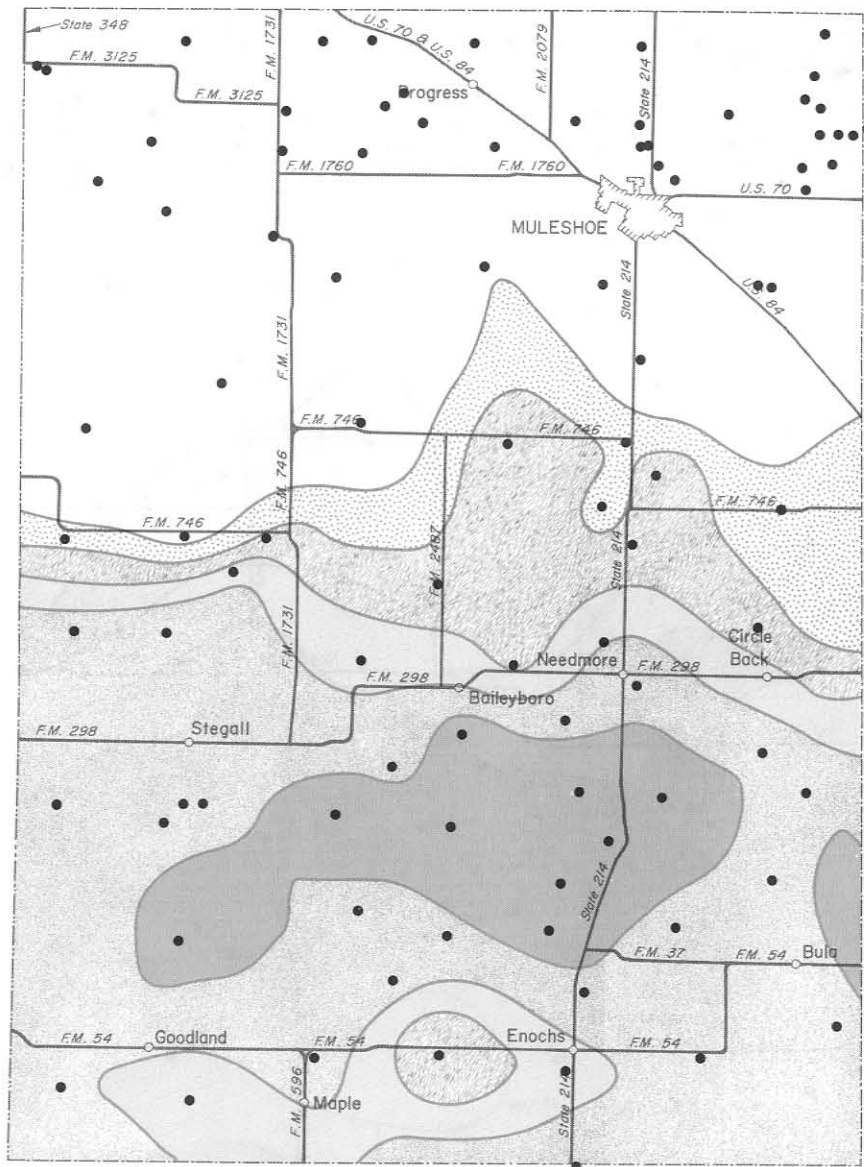 State 348
F.M. 3125
F.M. 3125
F.M. 1731
U.S. 70 & U.S. 84
Progress
F.M. 2079
State 214
F.M. 1760
F.M. 1760
U.S. 70
MULESHOE
State 214
U.S. 84
F.M. 1731
F.M. 746
F.M. 746
F.M. 746
F.M. 746
F.M. 746
F.M. 2487
State 214
F.M. 1731
Needmore
Circle
Back
F.M. 298
F.M. 298
Baileyboro
Stegall
F.M. 298
State 214
F.M. 37
F.M. 54
Bula
F.M. 54
Goodland
F.M. 54
Enochs
F.M. 54
F.M. 596
Maple
State 214